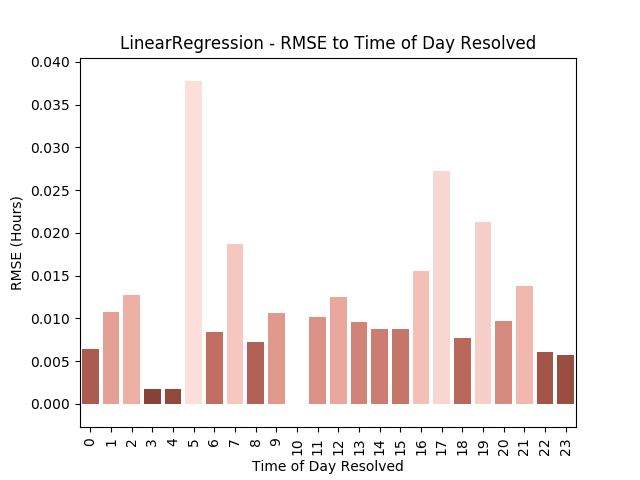 LinearRegression - RMSE to Time of Day Resolved
0.040
0.035
0.030
0.025
0.020
0.015
0.010
0.005
0.000
RMSE (Hours)
0 1 2 3 4 5 6 7 8 9 10 11 12 13 14 15 16 17 18 19 20 21 22 23
Time of Day Resolved